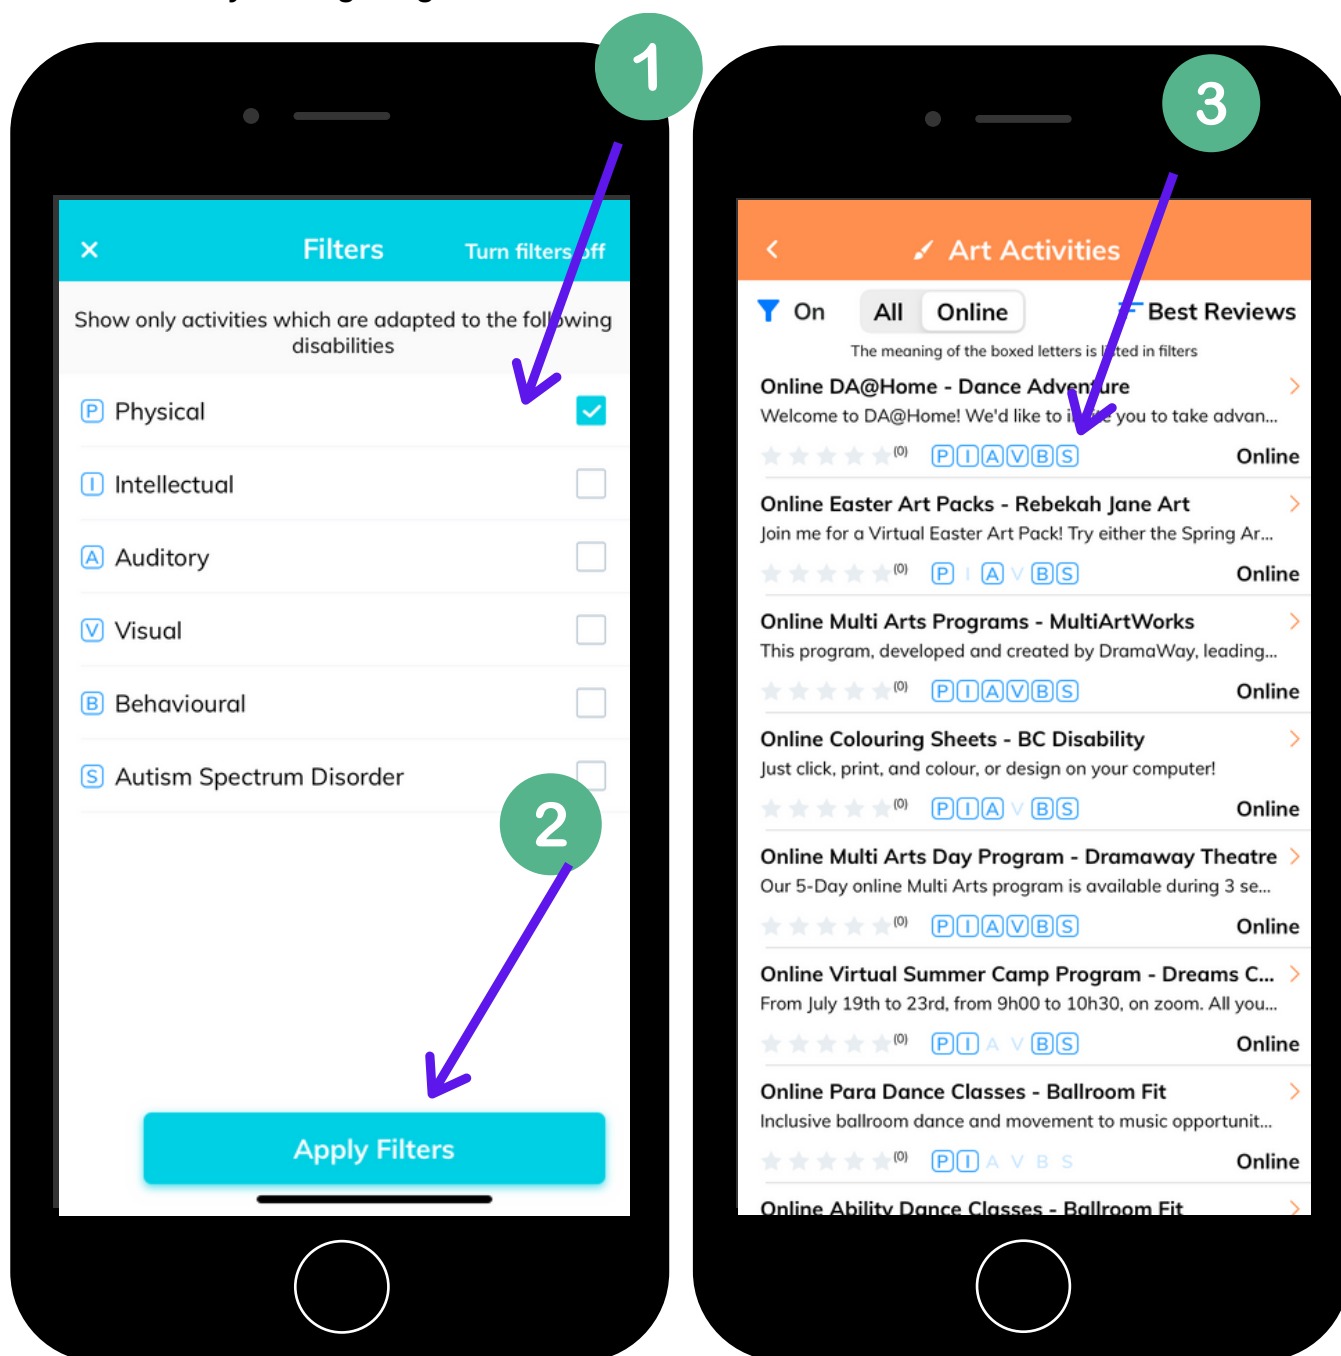 1
×
Filters
Turn filters off
Show only activities which are adapted to the following
disabilities
P Physical
I Intellectual
A Auditory
V Visual
B Behavioural
S Autism Spectrum Disorder
2
Apply Filters
3
Art Activities
On
All
Online
Best Reviews
The meaning of the boxed letters is listed in filters
Online DA@Home - Dance Adventure
Welcome to DA@Home! We'd like to invite you to take advan...
(0) P I A V B S Online
Online Easter Art Packs - Rebekah Jane Art
Join me for a Virtual Easter Art Pack! Try either the Spring Ar...
(0) P I A V B S Online
Online Multi Arts Programs - MultiArtWorks
This program, developed and created by DramaWay, leading...
(0) P I A V B S Online
Online Colouring Sheets - BC Disability
Just click, print, and colour, or design on your computer!
(0) P I A V B S Online
Online Multi Arts Day Program - Dramaway Theatre
Our 5-Day online Multi Arts program is available during 3 se...
(0) P I A V B S Online
Online Virtual Summer Camp Program - Dreams C...
From July 19th to 23rd, from 9h00 to 10h30, on zoom. All you...
(0) P I A V B S Online
Online Para Dance Classes - Ballroom Fit
Inclusive ballroom dance and movement to music opportunit...
(0) P I A V B S Online
Online Ability Dance Classes - Ballroom Fit